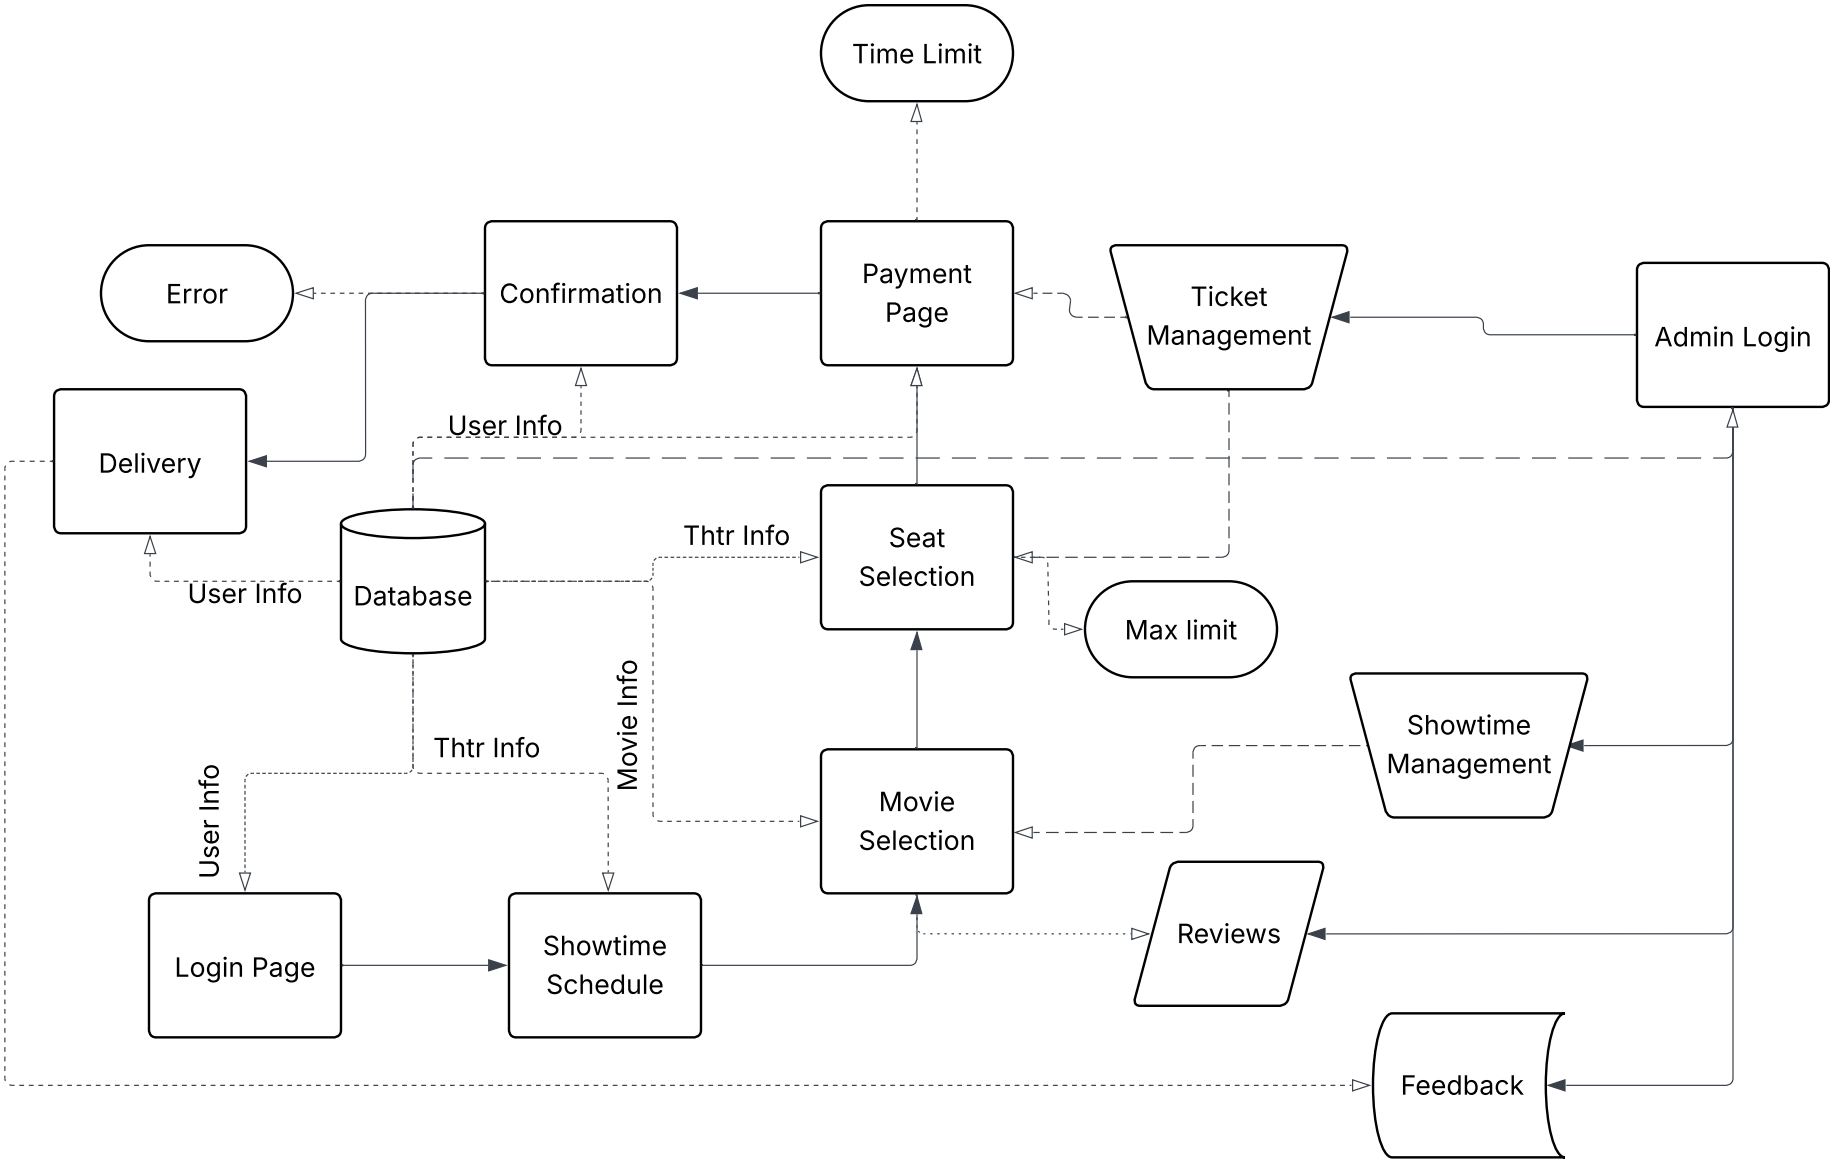 Time Limit
Error
Confirmation
Payment
Page
Ticket
Management
Admin Login
User Info
Delivery
Thtr Info
Seat
Selection
User Info
Database
Max limit
Movie Info
Thtr Info
User Info
Showtime
Management
Movie
Selection
Reviews
Login Page
Showtime
Schedule
Feedback